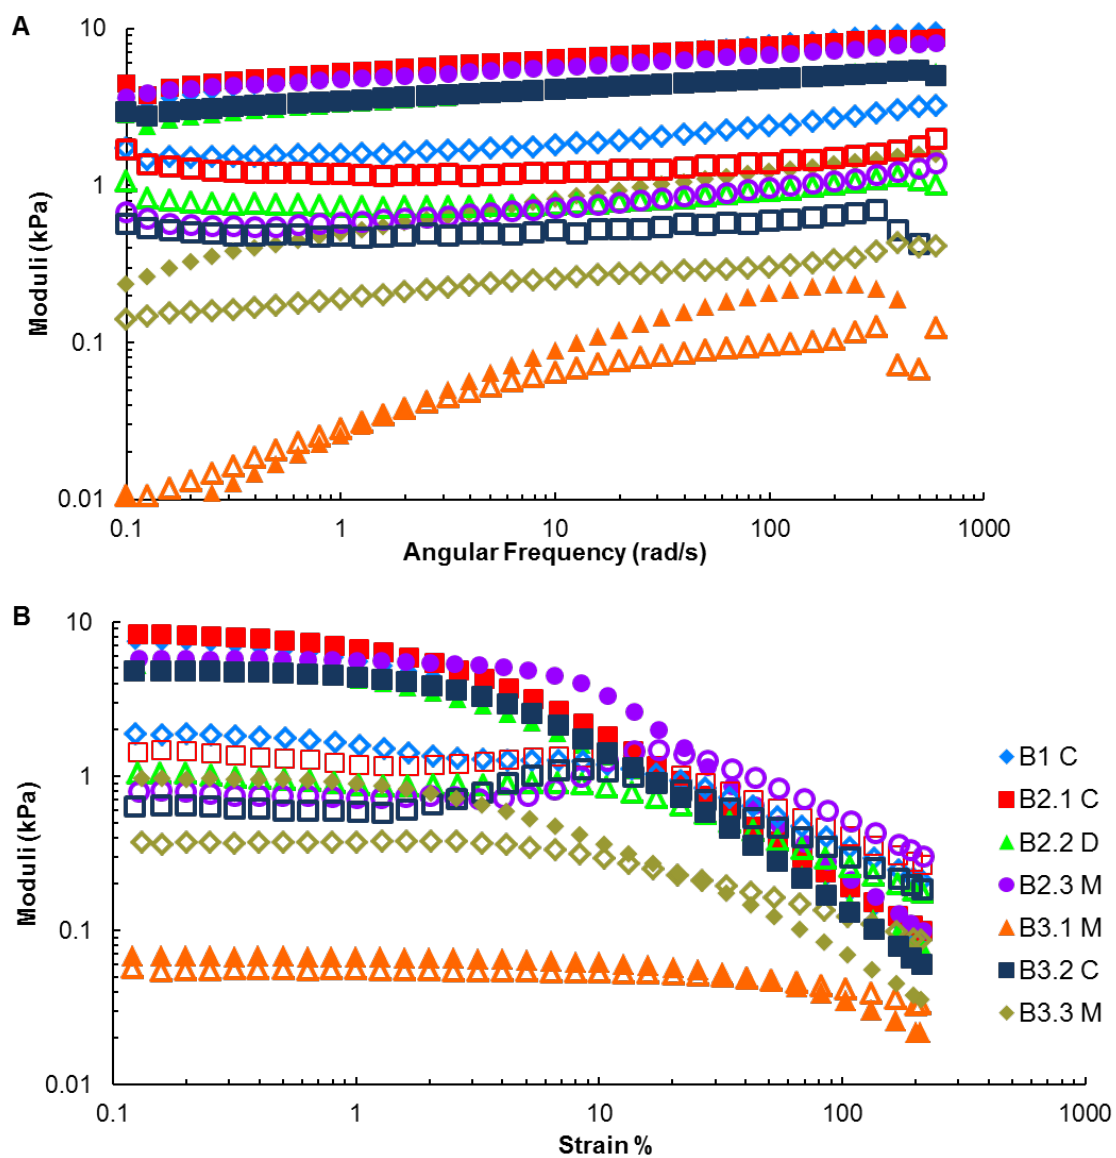 A
10
1
0.1
0.01
Moduli (kPa)
0.1 1 10 100 1000
Angular Frequency (rad/s)
B
10
1
0.1
0.01
Moduli (kPa)
0.1 1 10 100 1000
Strain %
B1 C
B2.1 C
B2.2 D
B2.3 M
B3.1 M
B3.2 C
B3.3 M